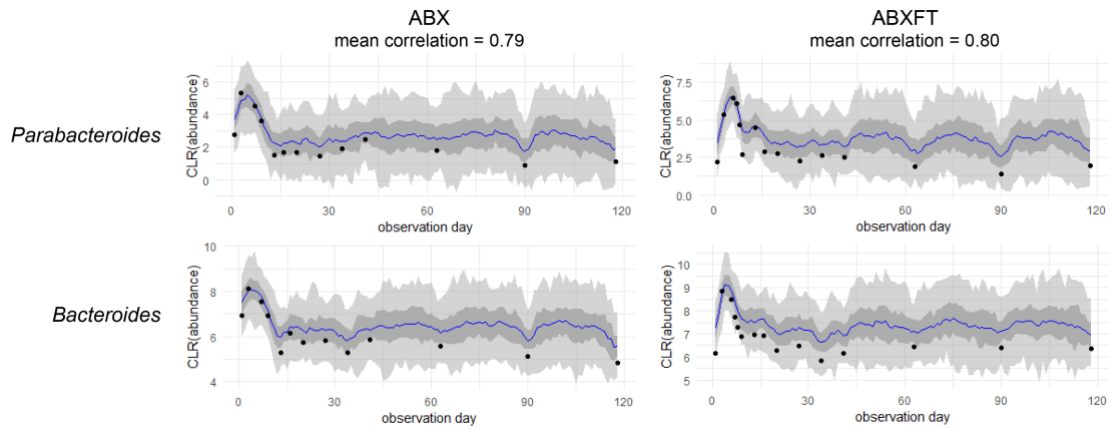 ABX
mean correlation = 0.79
ABXFT
mean correlation = 0.80
Parabacteroides
CLR(abundance)
6
4
2
0
0 30 60 90 120
observation day
CLR(abundance)
7.5
5.0
2.5
0.0
0 30 60 90 120
observation day
Bacteroides
CLR(abundance)
10
8
6
4
0 30 60 90 120
observation day
CLR(abundance)
10
9
8
7
6
5
0 30 60 90 120
observation day